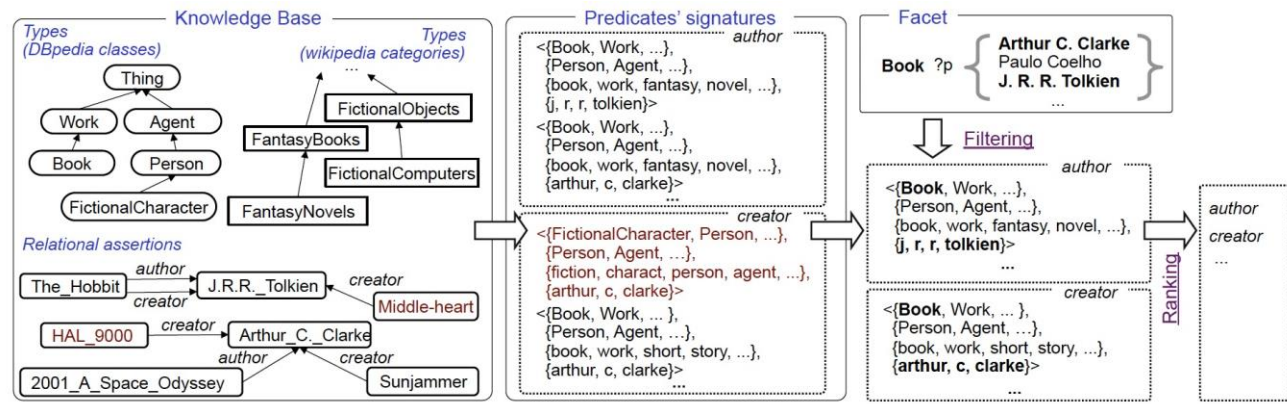 Knowledge Base
Types
(DBpedia classes)
Types
(wikipedia categories)
...
Thing
Work
Agent
Book
Person
FictionalCharacter
FictionalObjects
FantasyBooks
FictionalComputers
FantasyNovels
Relational assertions
author
The_Hobbit
creator
J.R.R._Tolkien
creator
Middle-heart
HAL_9000
creator
Arthur_C._Clarke
author
creator
2001_A_Space_Odyssey
Sunjammer
Predicates' signatures
author
<{Book, Work, ...},
{Person, Agent, ...},
{book, work, fantasy, novel, ...},
{j, r, r, tolkien}>
<{Book, Work, ...},
{Person, Agent, ...},
{book, work, fantasy, novel, ...},
{arthur, c, clarke}>
...
creator
<{FictionalCharacter, Person, ...},
{Person, Agent, ...},
{fiction, charact, person, agent, ...},
{arthur, c, clarke}>
<{Book, Work, ... },
{Person, Agent, ...},
{book, work, short, story, ...},
{arthur, c, clarke}>
...
Facet
Book ?p
Arthur C. Clarke
Paulo Coelho
J. R. R. Tolkien
...
Filtering
author
<{Book, Work, ...},
{Person, Agent, ...},
{book, work, fantasy, novel, ...},
{j, r, r, tolkien}>
...
creator
<{Book, Work, ... },
{Person, Agent, ...},
{book, work, short, story, ...},
{arthur, c, clarke}>
...
Ranking
author
creator
...